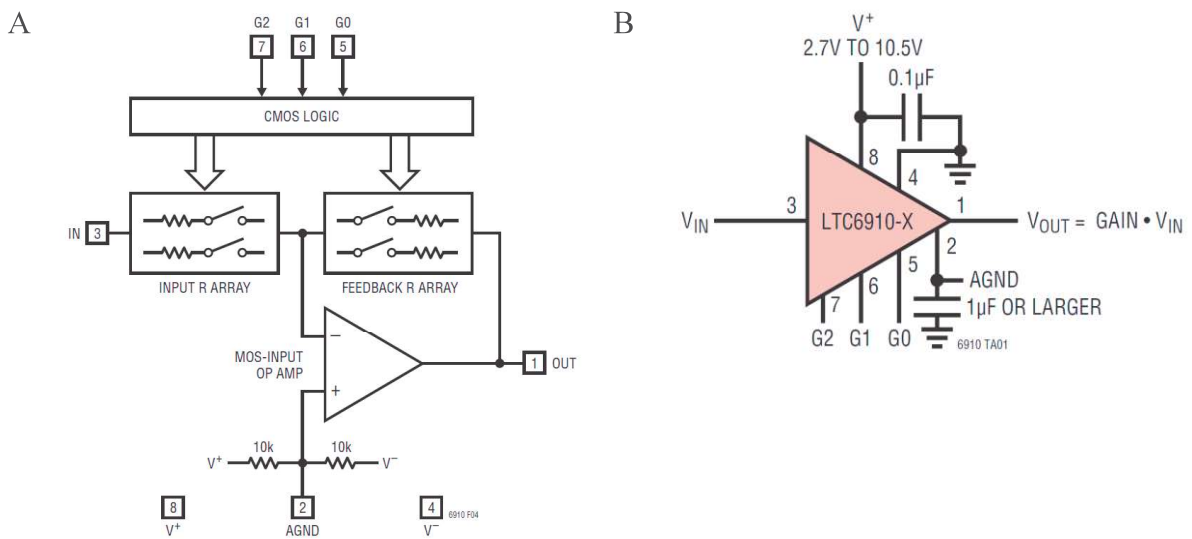 A
G2 G1 G0
7 6 5
CMOS LOGIC
IN 3
INPUT R ARRAY
FEEDBACK R ARRAY
MOS-INPUT
OP AMP
−
+
1 OUT
10k 10k
V+ V−
8 2 4
V+ AGND V−
6910 F04
B
V+
2.7V TO 10.5V
0.1µF
8
4
VIN 3 LTC6910-X 1 VOUT = GAIN • VIN
2
5
6
7
AGND
1µF OR LARGER
G2 G1 G0
6910 TA01